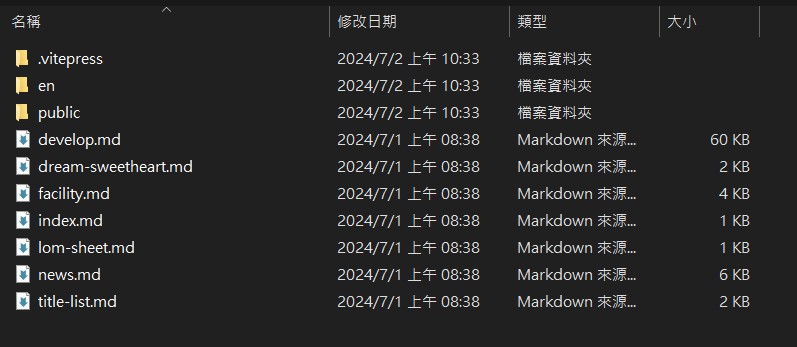 名稱 修改日期 類型 大小
.vitepress 2024/7/2 上午 10:33 檔案資料夾
en 2024/7/2 上午 10:33 檔案資料夾
public 2024/7/2 上午 10:33 檔案資料夾
develop.md 2024/7/1 上午 08:38 Markdown 來源... 60 KB
dream-sweetheart.md 2024/7/1 上午 08:38 Markdown 來源... 2 KB
facility.md 2024/7/1 上午 08:38 Markdown 來源... 4 KB
index.md 2024/7/1 上午 08:38 Markdown 來源... 1 KB
lom-sheet.md 2024/7/1 上午 08:38 Markdown 來源... 1 KB
news.md 2024/7/1 上午 08:38 Markdown 來源... 6 KB
title-list.md 2024/7/1 上午 08:38 Markdown 來源... 2 KB